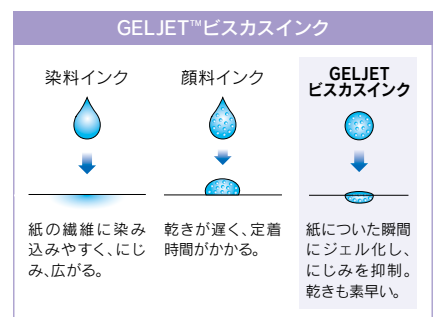 GELJET™ビスカスインク
染料インク
顔料インク
GELJET
ビスカスインク
紙の繊維に染み
込みやすく、にじ
み、広がる。
乾きが遅く、定着
時間がかかる。
紙についた瞬間
にジェル化し、
にじみを抑制。
乾きも素早い。